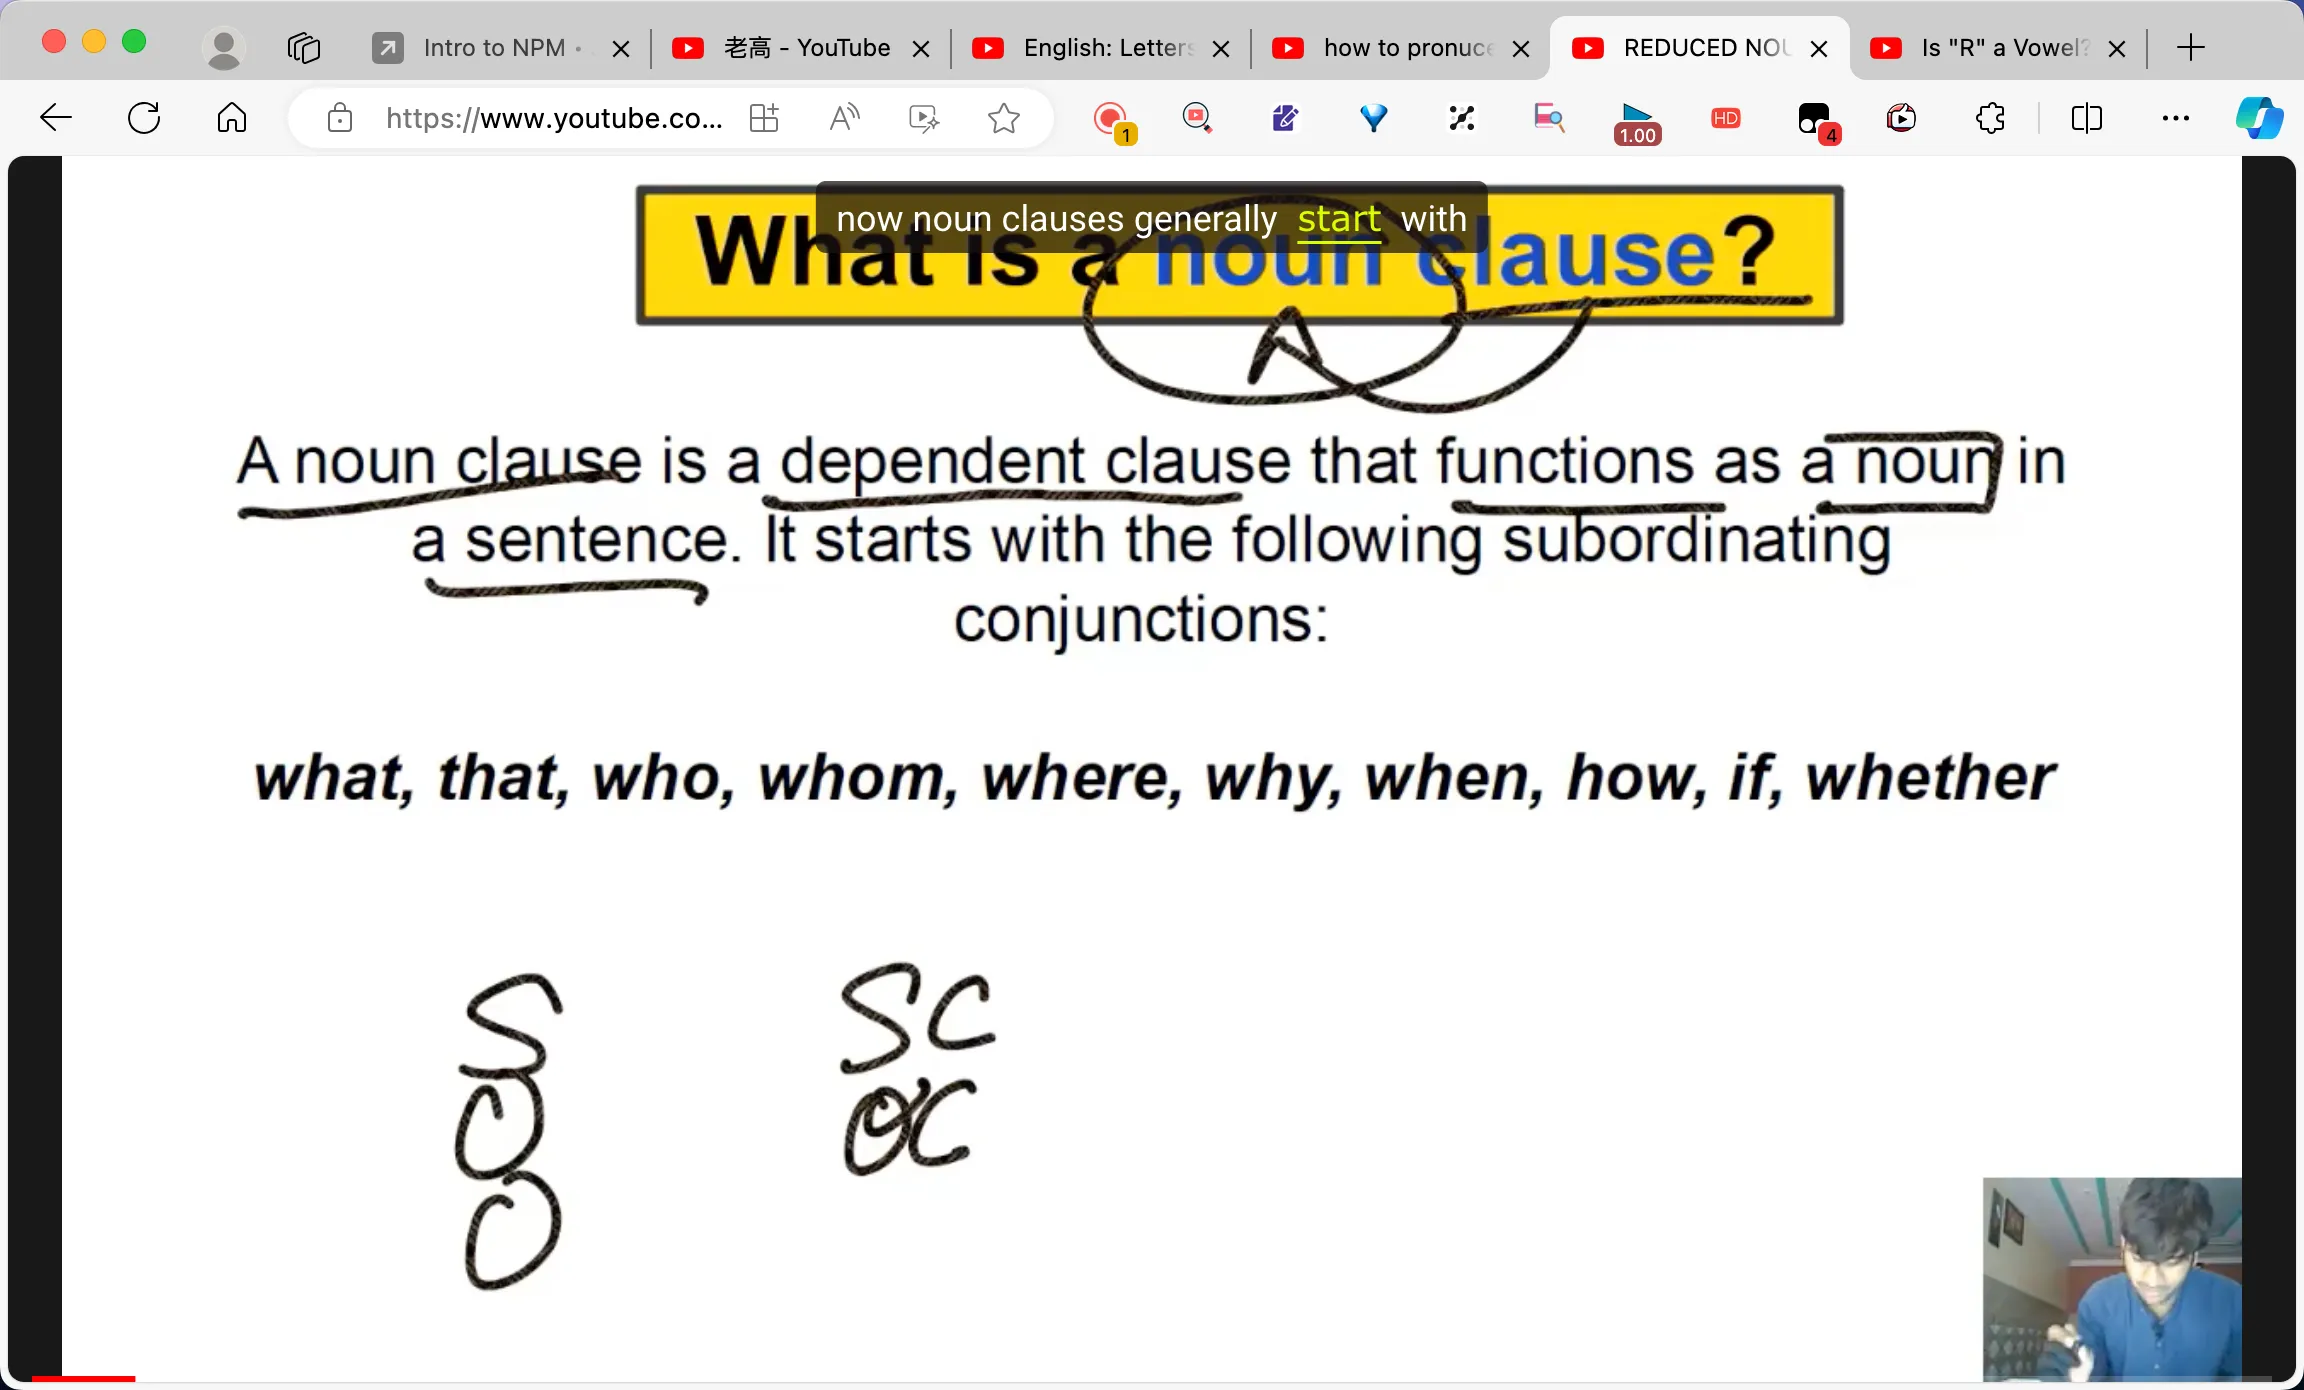 Intro to NPM ·
老高 - YouTube
English: Letters
how to pronuce
REDUCED NOU
Is "R" a Vowel?
https://www.youtube.co...
1
1.00
HD
4
now noun clauses generally start with
What is a noun clause?
A noun clause is a dependent clause that functions as a noun in
a sentence. It starts with the following subordinating
conjunctions:
what, that, who, whom, where, why, when, how, if, whether
S
SC
O
OC
O